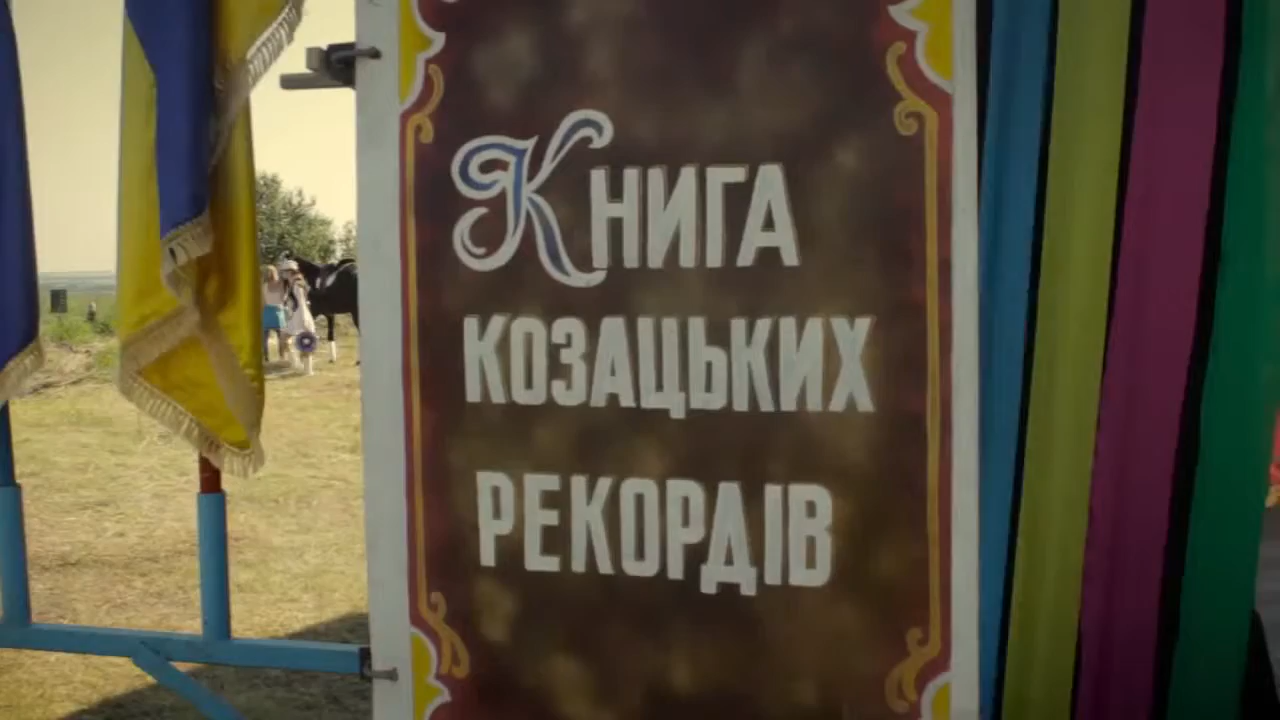 Книга
козацьких
рекордів